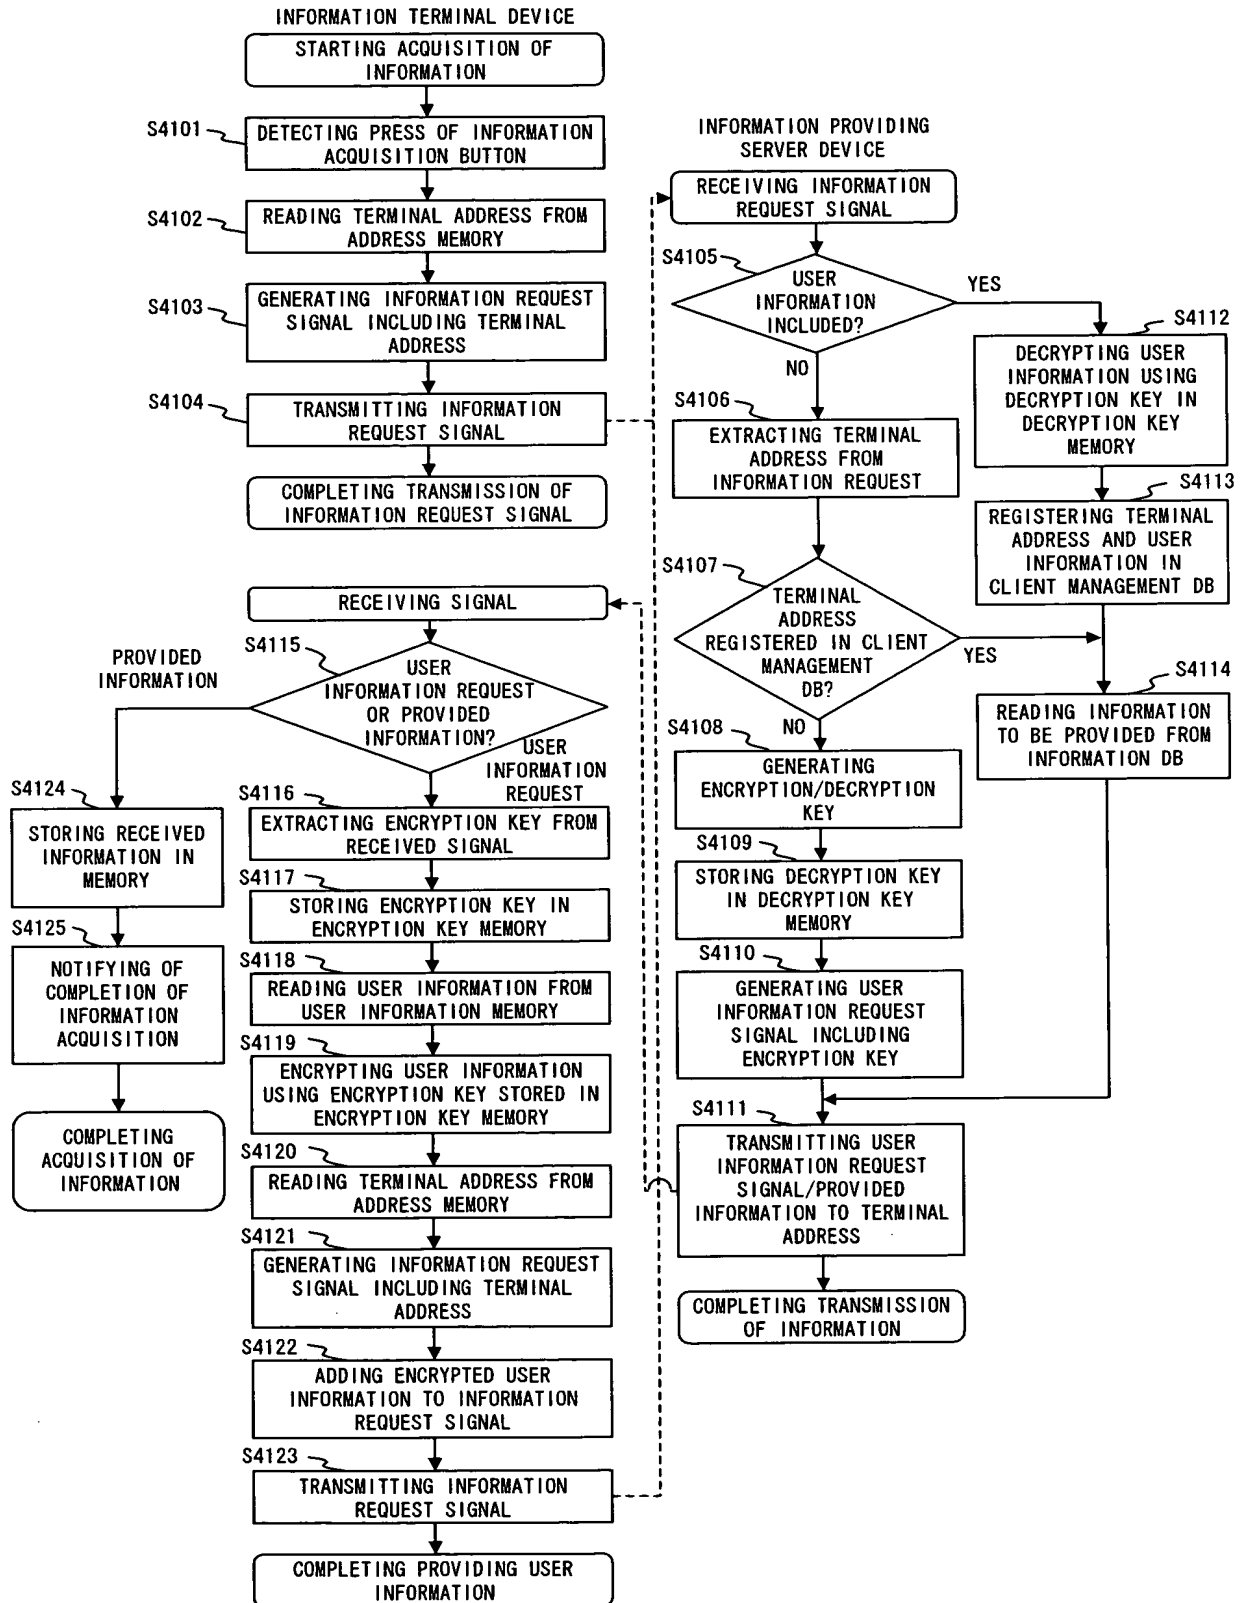 INFORMATION TERMINAL DEVICE
STARTING ACQUISITION OF
INFORMATION
S4101
DETECTING PRESS OF INFORMATION
ACQUISITION BUTTON
S4102
READING TERMINAL ADDRESS FROM
ADDRESS MEMORY
S4103
GENERATING INFORMATION REQUEST
SIGNAL INCLUDING TERMINAL
ADDRESS
S4104
TRANSMITTING INFORMATION
REQUEST SIGNAL
COMPLETING TRANSMISSION OF
INFORMATION REQUEST SIGNAL
RECEIVING SIGNAL
S4115
USER
INFORMATION REQUEST
OR PROVIDED
INFORMATION?
PROVIDED
INFORMATION
USER
INFORMATION
REQUEST
S4124
STORING RECEIVED
INFORMATION IN
MEMORY
S4125
NOTIFYING OF
COMPLETION OF
INFORMATION
ACQUISITION
COMPLETING
ACQUISITION OF
INFORMATION
S4116
EXTRACTING ENCRYPTION KEY FROM
RECEIVED SIGNAL
S4117
STORING ENCRYPTION KEY IN
ENCRYPTION KEY MEMORY
S4118
READING USER INFORMATION FROM
USER INFORMATION MEMORY
S4119
ENCRYPTING USER INFORMATION
USING ENCRYPTION KEY STORED IN
ENCRYPTION KEY MEMORY
S4120
READING TERMINAL ADDRESS FROM
ADDRESS MEMORY
S4121
GENERATING INFORMATION REQUEST
SIGNAL INCLUDING TERMINAL
ADDRESS
S4122
ADDING ENCRYPTED USER
INFORMATION TO INFORMATION
REQUEST SIGNAL
S4123
TRANSMITTING INFORMATION
REQUEST SIGNAL
COMPLETING PROVIDING USER
INFORMATION
INFORMATION PROVIDING
SERVER DEVICE
RECEIVING INFORMATION
REQUEST SIGNAL
S4105
USER
INFORMATION
INCLUDED?
YES
NO
S4106
EXTRACTING TERMINAL
ADDRESS FROM
INFORMATION REQUEST
S4107
TERMINAL
ADDRESS
REGISTERED IN CLIENT
MANAGEMENT
DB?
YES
NO
S4108
GENERATING
ENCRYPTION/DECRYPTION
KEY
S4109
STORING DECRYPTION KEY
IN DECRYPTION KEY
MEMORY
S4110
GENERATING USER
INFORMATION REQUEST
SIGNAL INCLUDING
ENCRYPTION KEY
S4111
TRANSMITTING USER
INFORMATION REQUEST
SIGNAL/PROVIDED
INFORMATION TO TERMINAL
ADDRESS
COMPLETING TRANSMISSION
OF INFORMATION
S4112
DECRYPTING USER
INFORMATION USING
DECRYPTION KEY IN
DECRYPTION KEY
MEMORY
S4113
REGISTERING TERMINAL
ADDRESS AND USER
INFORMATION IN
CLIENT MANAGEMENT DB
S4114
READING INFORMATION
TO BE PROVIDED FROM
INFORMATION DB